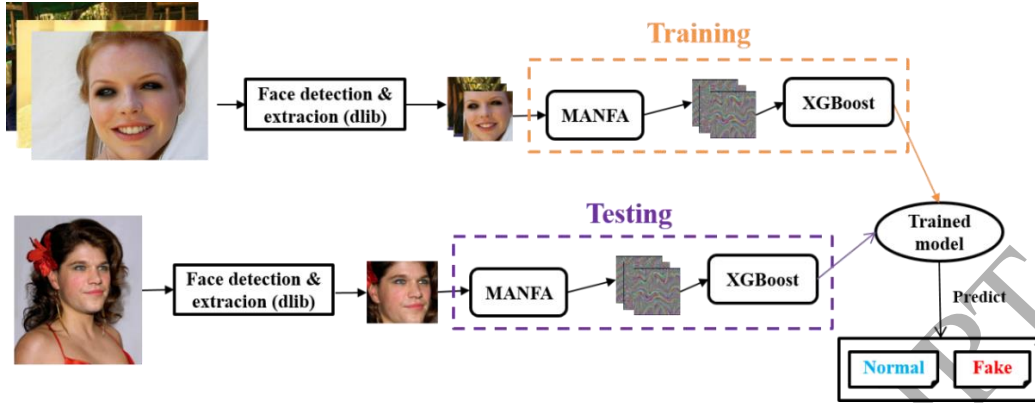 Training
Face detection &
extracion (dlib)
MANFA
XGBoost
Testing
Face detection &
extracion (dlib)
MANFA
XGBoost
Trained
model
Predict
Normal
Fake
PT